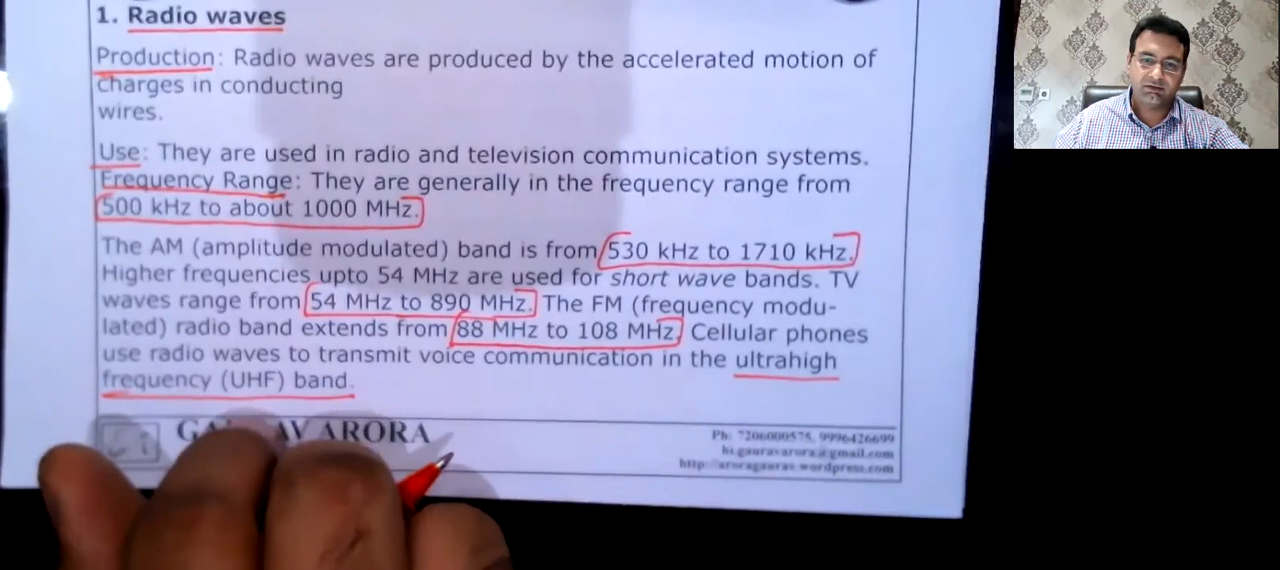 1. Radio waves
Production: Radio waves are produced by the accelerated motion of
charges in conducting
wires.
Use: They are used in radio and television communication systems.
Frequency Range: They are generally in the frequency range from
500 kHz to about 1000 MHz.
The AM (amplitude modulated) band is from 530 kHz to 1710 kHz.
Higher frequencies upto 54 MHz are used for short wave bands. TV
waves range from 54 MHz to 890 MHz. The FM (frequency modu-
lated) radio band extends from 88 MHz to 108 MHz. Cellular phones
use radio waves to transmit voice communication in the ultrahigh
frequency (UHF) band.
ARORA
Ph: 7206000575, 9996426699
hi.gauravarora@gmail.com
http://aroragaurav.wordpress.com